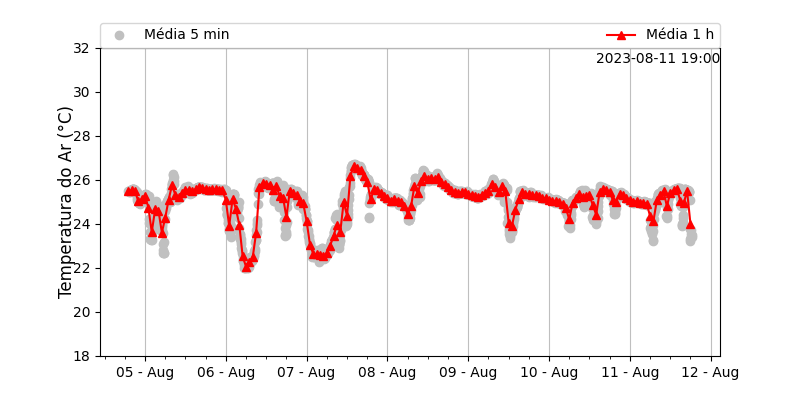 Média 5 min
Média 1 h
2023-08-11 19:00
Temperatura do Ar (°C)
32
30
28
26
24
22
20
18
05 - Aug
06 - Aug
07 - Aug
08 - Aug
09 - Aug
10 - Aug
11 - Aug
12 - Aug